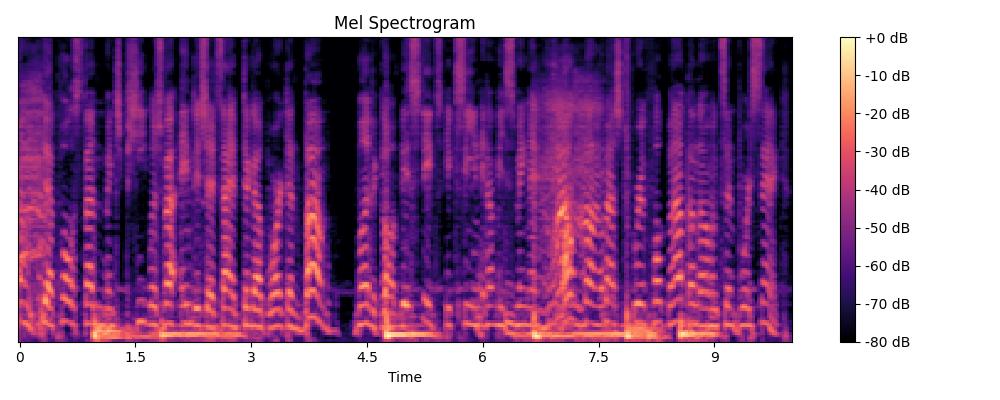 Mel Spectrogram
+0 dB
-10 dB
-20 dB
-30 dB
-40 dB
-50 dB
-60 dB
-70 dB
-80 dB
0 1.5 3 4.5 6 7.5 9
Time